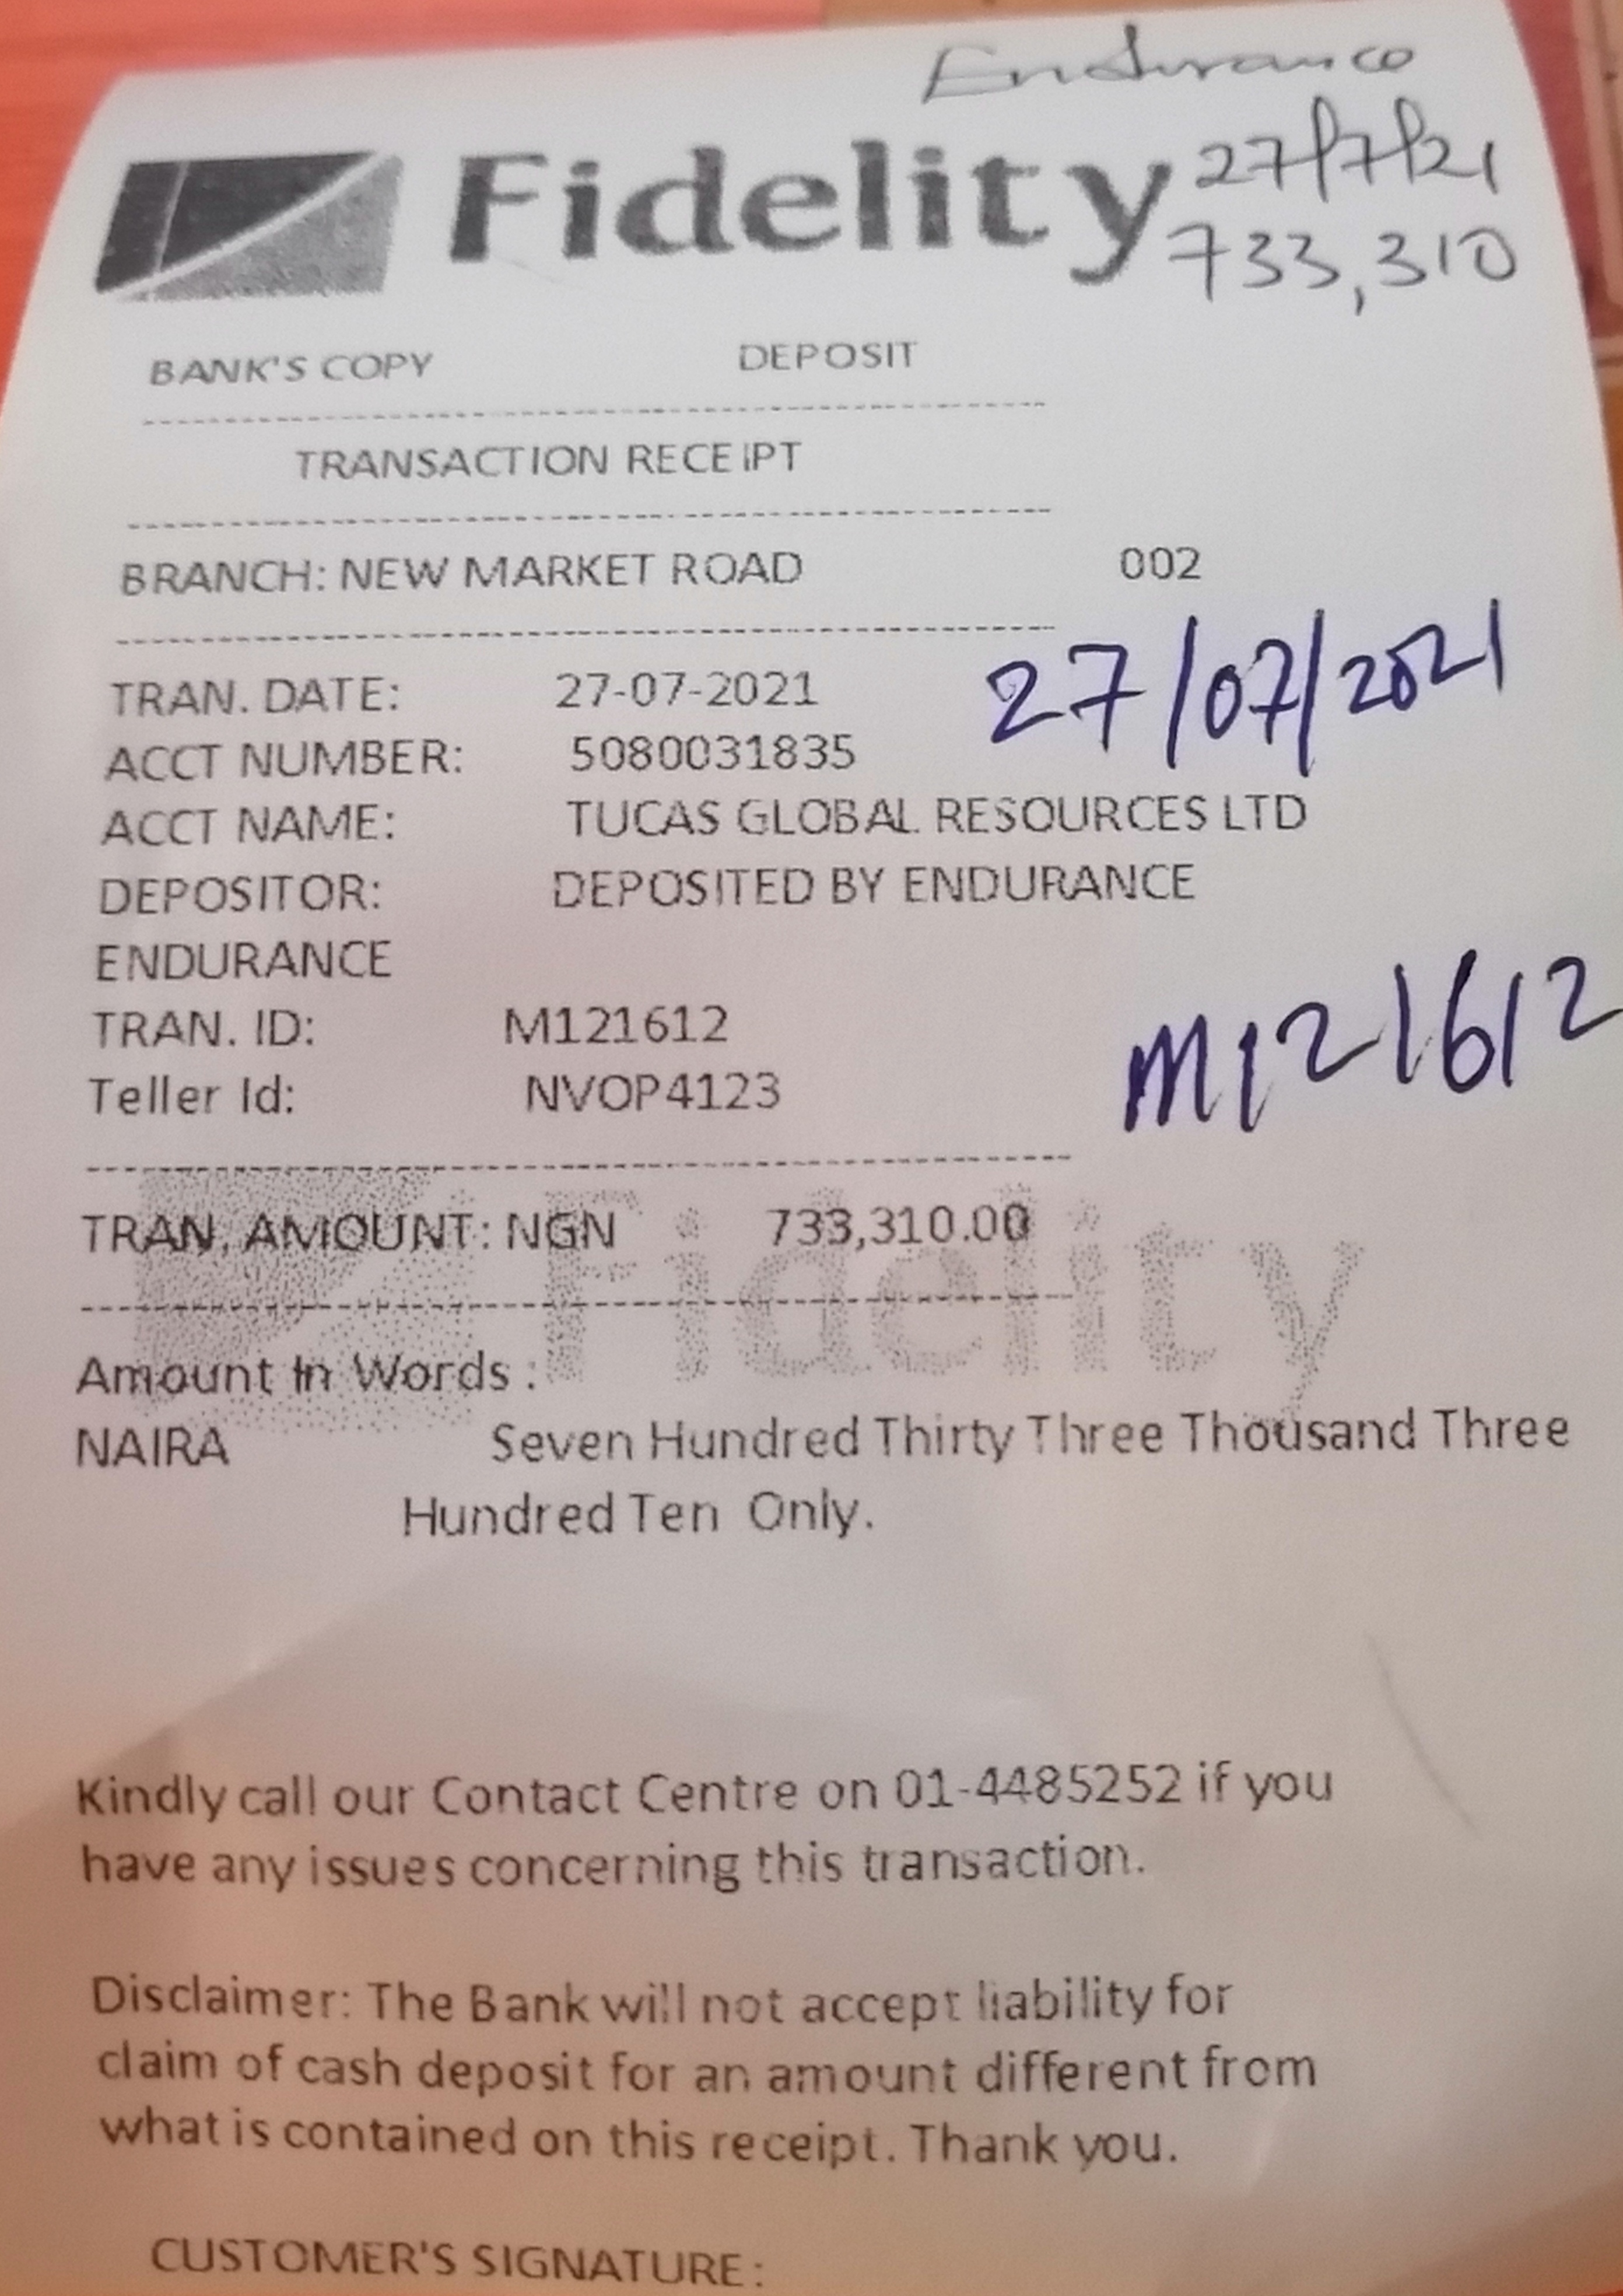 Endurance
Fidelity 27/7/21
733,310
BANK'S COPY DEPOSIT
TRANSACTION RECEIPT
BRANCH: NEW MARKET ROAD 002
27/07/2021
TRAN. DATE: 27-07-2021
ACCT NUMBER: 5080031835
ACCT NAME: TUCAS GLOBAL RESOURCES LTD
DEPOSITOR: DEPOSITED BY ENDURANCE
ENDURANCE
TRAN. ID: M121612
M121612
Teller Id: NVOP4123
TRAN. AMOUNT: NGN 733,310.00
Fidelity
Amount In Words :
NAIRA Seven Hundred Thirty Three Thousand Three
Hundred Ten Only.
Kindly call our Contact Centre on 01-4485252 if you
have any issues concerning this transaction.
Disclaimer: The Bank will not accept liability for
claim of cash deposit for an amount different from
what is contained on this receipt. Thank you.
CUSTOMER'S SIGNATURE: